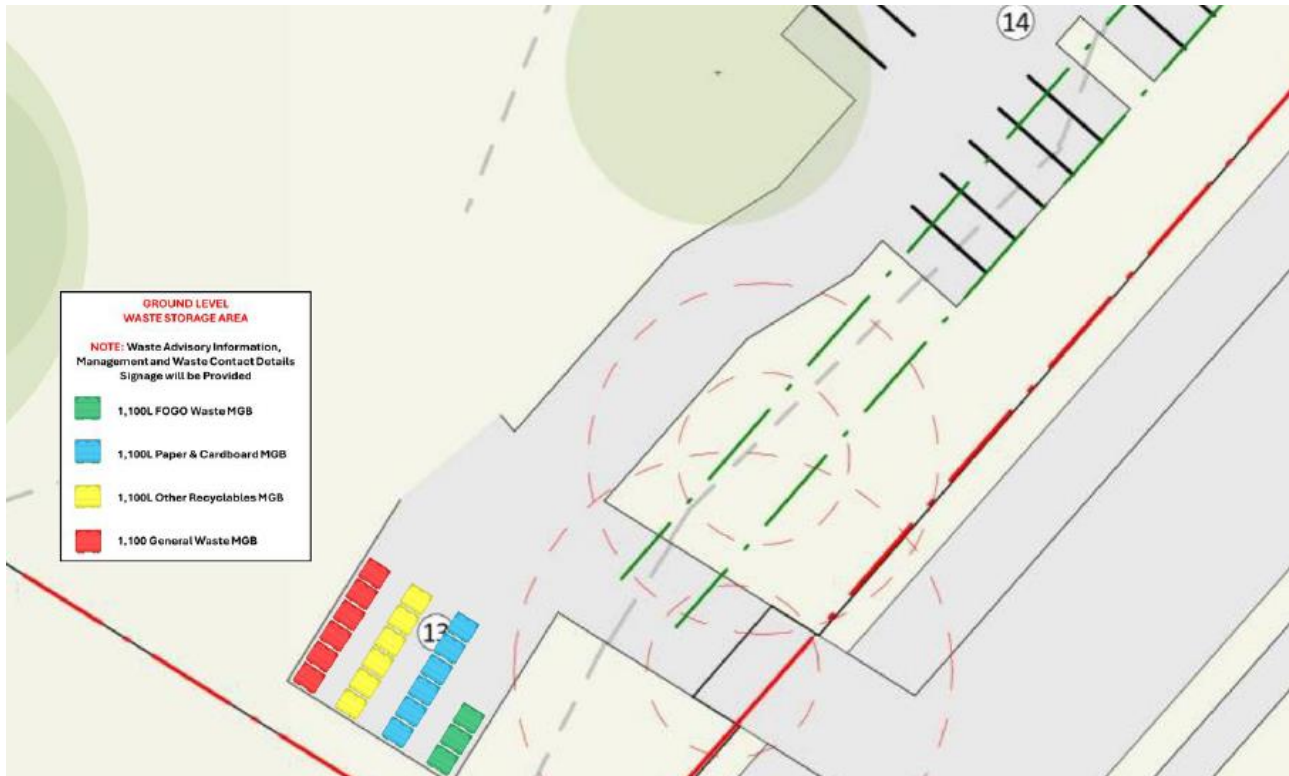 14
GROUND LEVEL
WASTE STORAGE AREA
NOTE: Waste Advisory Information,
Management and Waste Contact Details
Signage will be Provided
1,100L FOGO Waste MGB
1,100L Paper & Cardboard MGB
1,100L Other Recyclables MGB
1,100 General Waste MGB
13